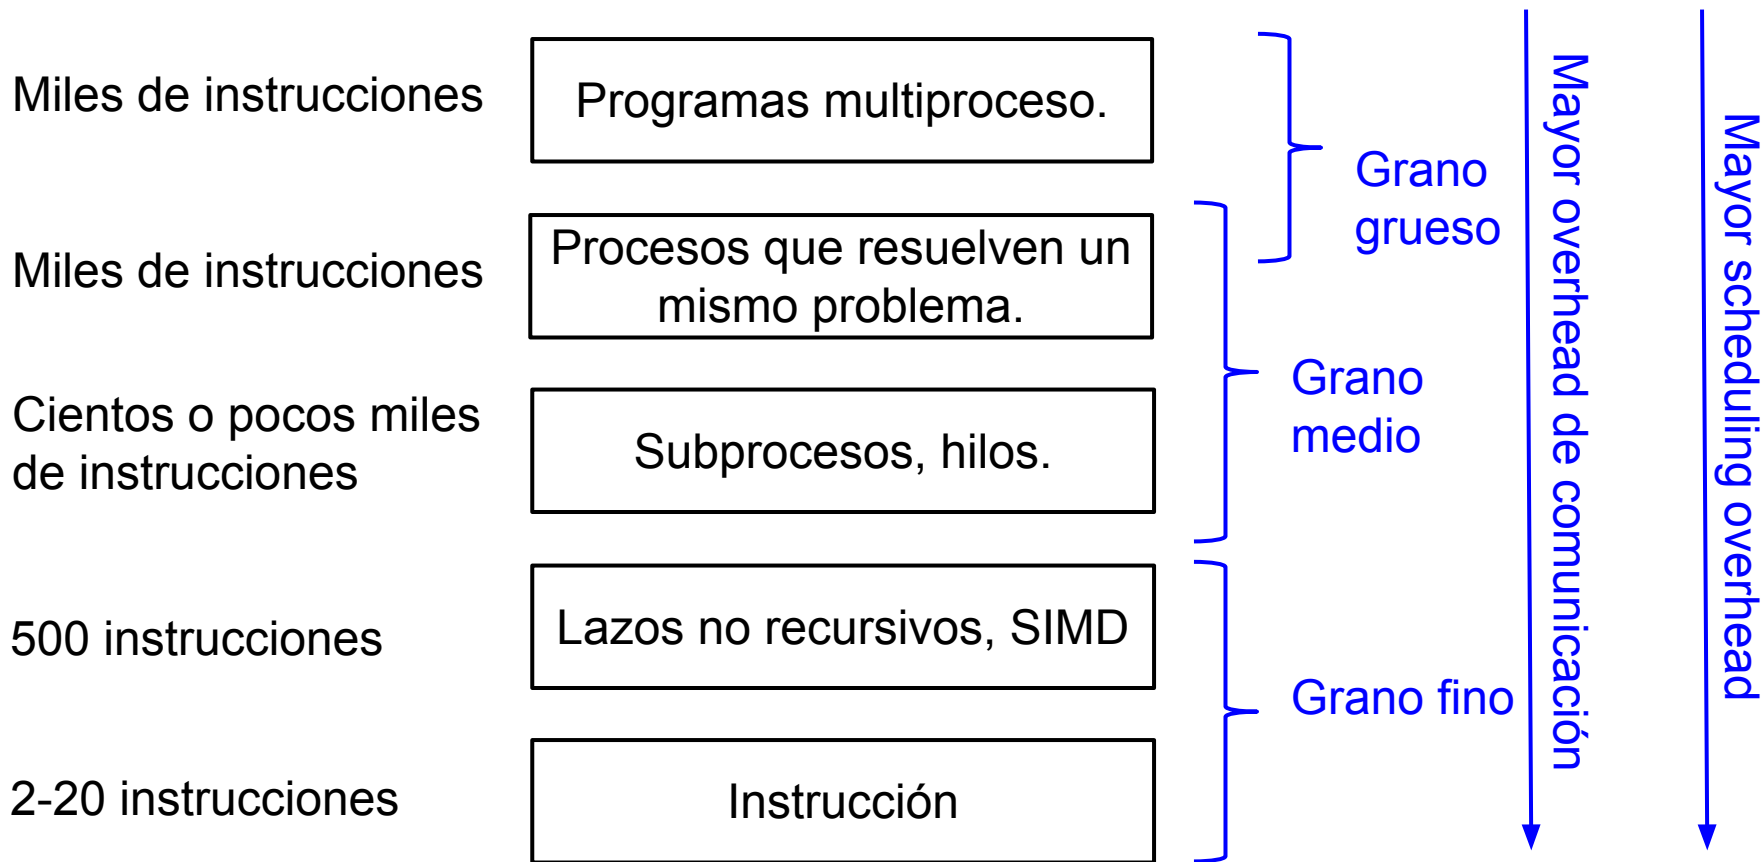 Miles de instrucciones
Programas multiproceso.
Miles de instrucciones
Procesos que resuelven un
mismo problema.
Cientos o pocos miles
de instrucciones
Subprocesos, hilos.
500 instrucciones
Lazos no recursivos, SIMD
2-20 instrucciones
Instrucción
Grano
grueso
Grano
medio
Grano fino
Mayor overhead de comunicación
Mayor scheduling overhead